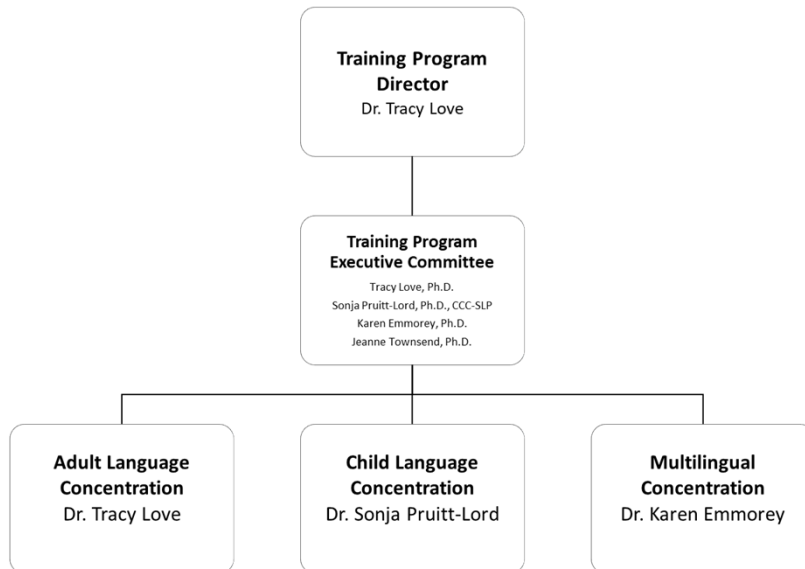 Training Program
Director
Dr. Tracy Love
Training Program
Executive Committee
Tracy Love, Ph.D.
Sonja Pruitt-Lord, Ph.D., CCC-SLP
Karen Emmorey, Ph.D.
Jeanne Townsend, Ph.D.
Adult Language
Concentration
Dr. Tracy Love
Child Language
Concentration
Dr. Sonja Pruitt-Lord
Multilingual
Concentration
Dr. Karen Emmorey